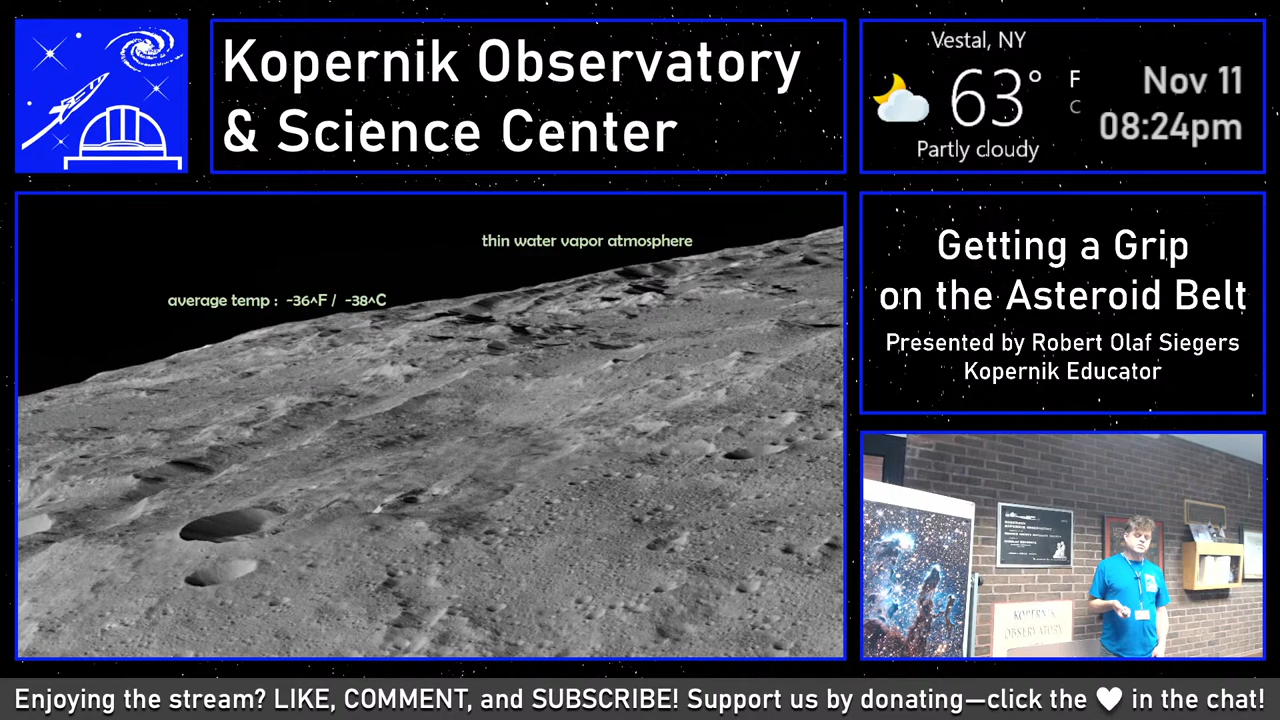 Kopernik Observatory
& Science Center
Vestal, NY
63° F
C
Partly cloudy
Nov 11
08:24pm
thin water vapor atmosphere
average temp : -36^F / -38^C
Getting a Grip
on the Asteroid Belt
Presented by Robert Olaf Siegers
Kopernik Educator
KOPERNIK
OBSERVATORY
Enjoying the stream? LIKE, COMMENT, and SUBSCRIBE! Support us by donating—click the ♥ in the chat!